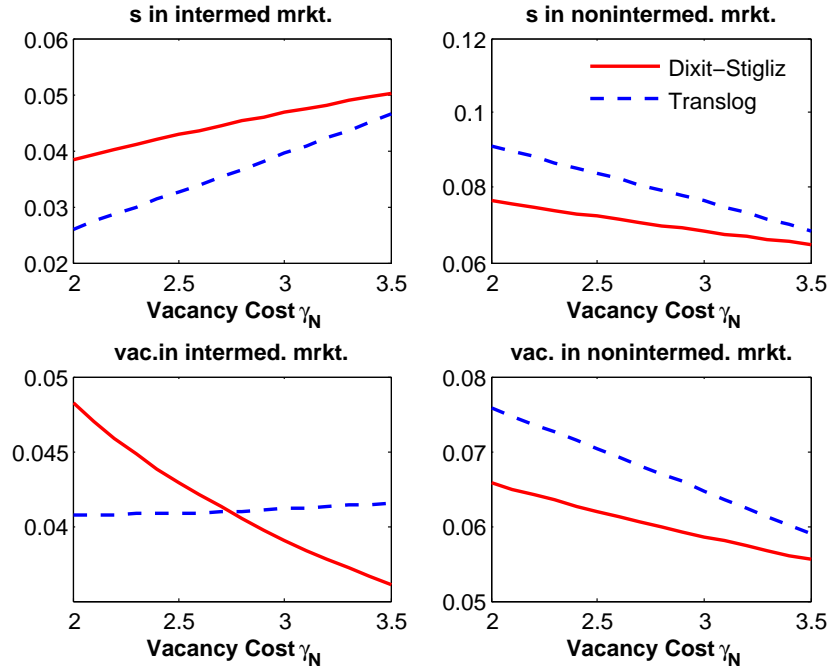 s in intermed mrkt.
0.06
0.05
0.04
0.03
0.02
2 2.5 3 3.5
Vacancy Cost γN
s in nonintermed. mrkt.
0.12
0.1
0.08
0.06
Dixit−Stigliz
Translog
2 2.5 3 3.5
Vacancy Cost γN
vac.in intermed. mrkt.
0.05
0.045
0.04
2 2.5 3 3.5
Vacancy Cost γN
vac. in nonintermed. mrkt.
0.08
0.07
0.06
0.05
2 2.5 3 3.5
Vacancy Cost γN